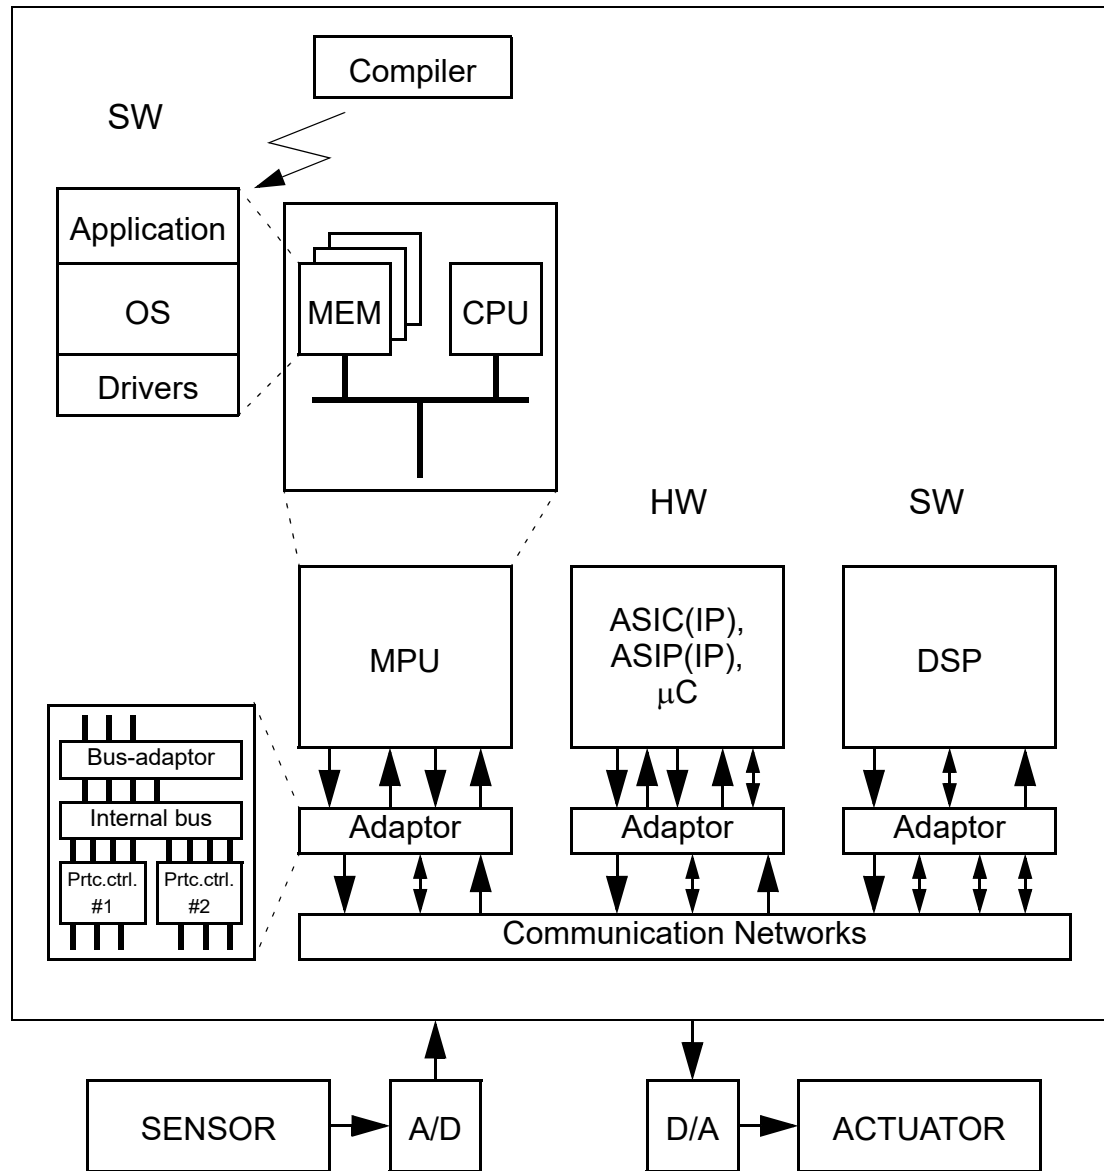 Compiler
SW
Application
OS
Drivers
MEM
CPU
HW
SW
MPU
ASIC(IP),
ASIP(IP),
μC
DSP
Bus-adaptor
Internal bus
Prtc.ctrl.
#1
Prtc.ctrl.
#2
Adaptor
Adaptor
Adaptor
Communication Networks
SENSOR
A/D
D/A
ACTUATOR